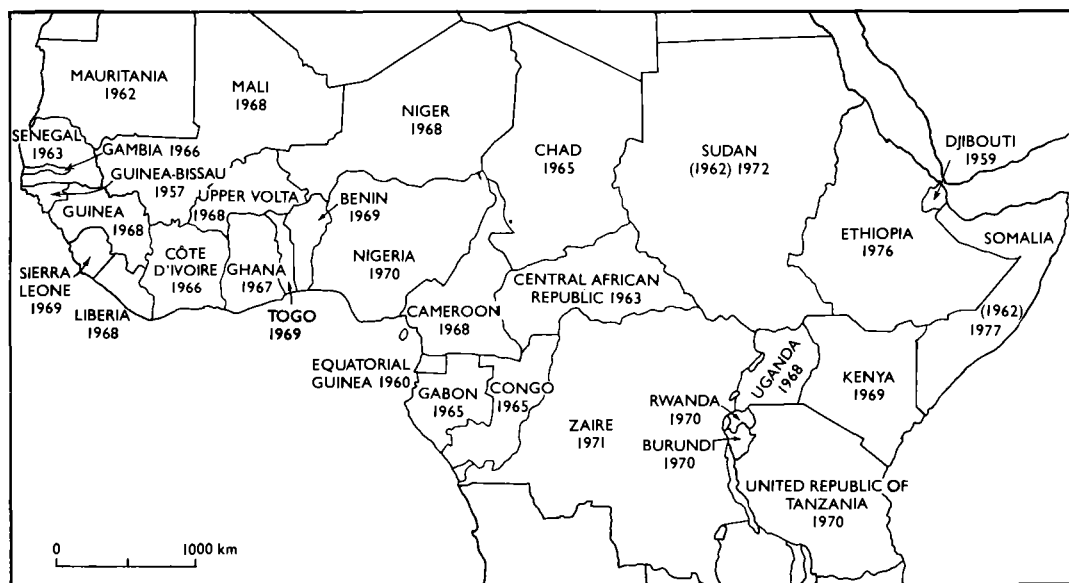 MAURITANIA
1962
MALI
1968
NIGER
1968
CHAD
1965
SUDAN
(1962) 1972
DJIBOUTI
1959
SENEGAL
1963
GAMBIA 1966
GUINEA-BISSAU
1957
UPPER VOLTA
1968
BENIN
1969
GUINEA
1968
NIGERIA
1970
ETHIOPIA
1976
SOMALIA
(1962)
1977
SIERRA
LEONE
1969
LIBERIA
1968
CÔTE
D'IVOIRE
1966
GHANA
1967
TOGO
1969
CAMEROON
1968
CENTRAL AFRICAN
REPUBLIC 1963
EQUATORIAL
GUINEA 1960
GABON
1965
CONGO
1965
ZAIRE
1971
UGANDA
1968
KENYA
1969
RWANDA
1970
BURUNDI
1970
UNITED REPUBLIC OF
TANZANIA
1970
0 1000 km